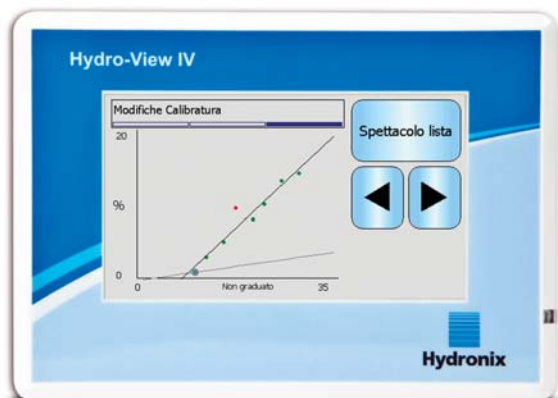 Hydro-View IV
Modifiche Calibratura
Spettacolo lista
20
%
0
0
Non graduato
35
Hydronix